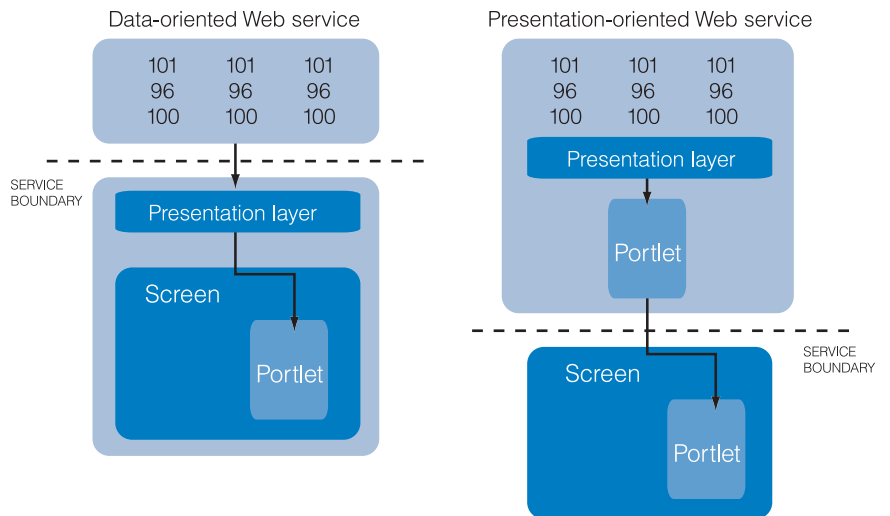 Data-oriented Web service
101 101 101
96 96 96
100 100 100
SERVICE
BOUNDARY
Presentation layer
Screen
Portlet
Presentation-oriented Web service
101 101 101
96 96 96
100 100 100
Presentation layer
Portlet
SERVICE
BOUNDARY
Screen
Portlet